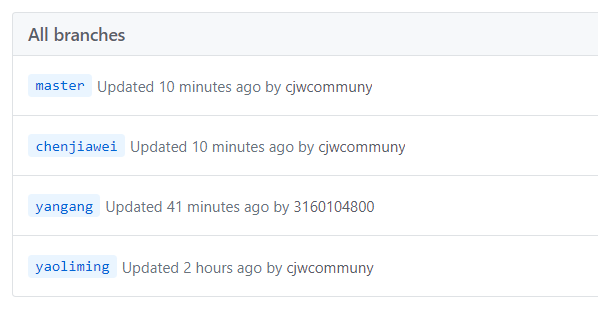 All branches
master Updated 10 minutes ago by cjwcommuny
chenjiawei Updated 10 minutes ago by cjwcommuny
yangang Updated 41 minutes ago by 3160104800
yaoliming Updated 2 hours ago by cjwcommuny